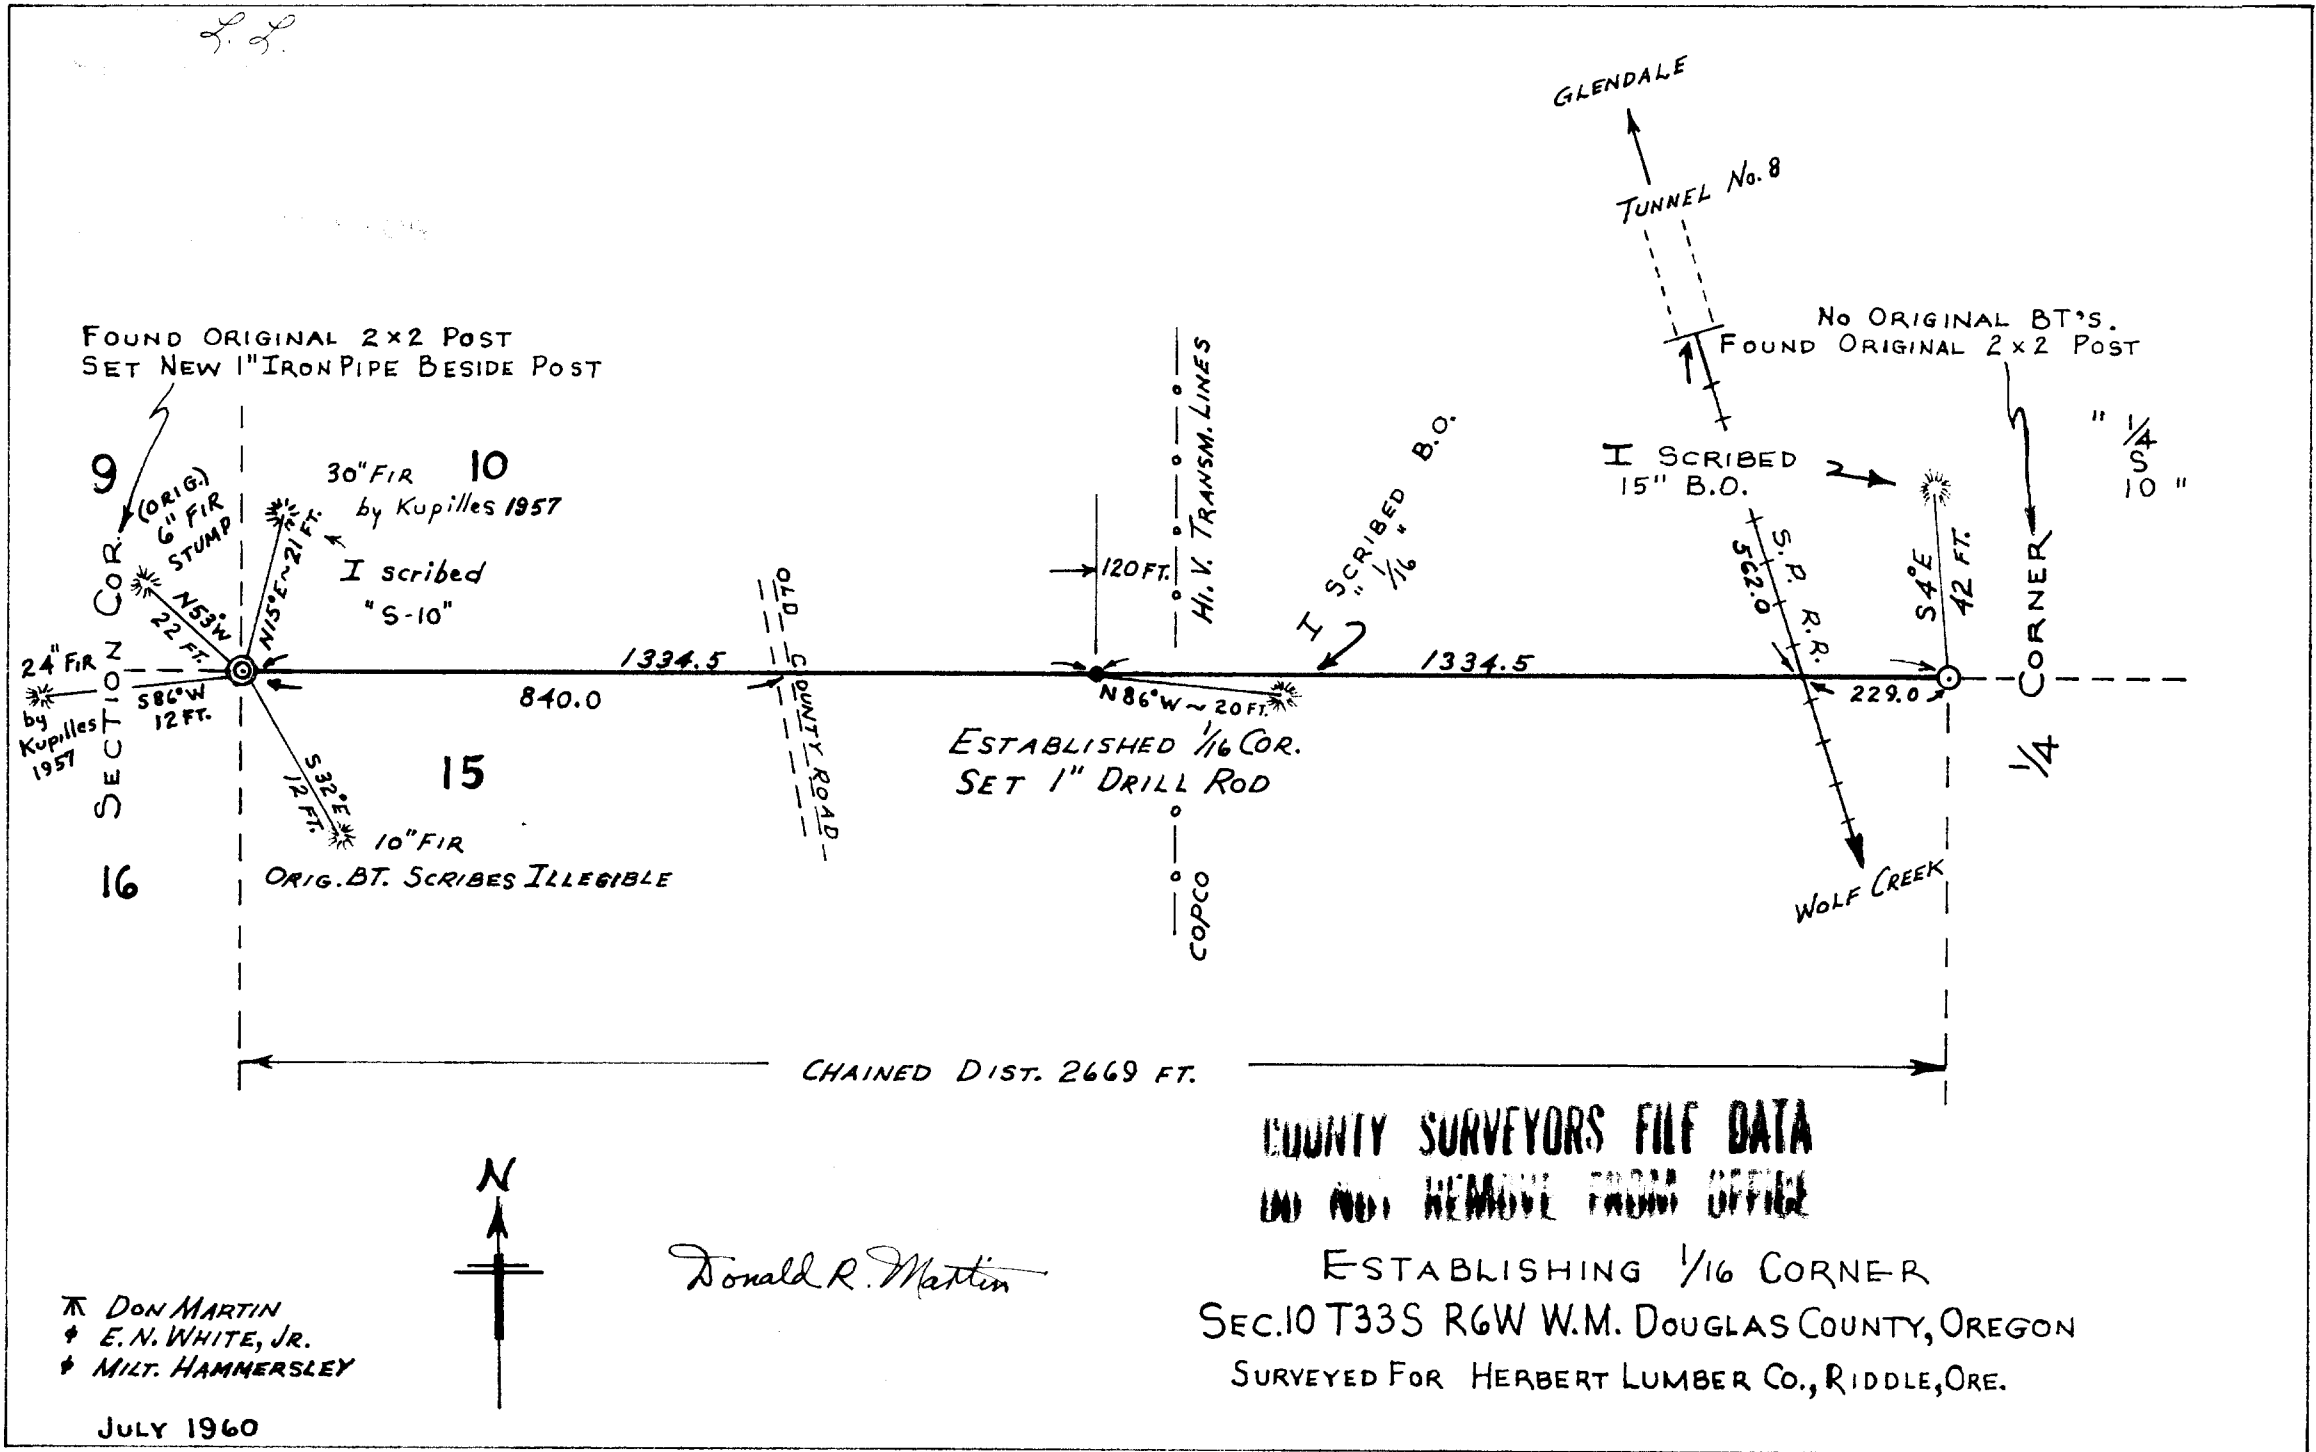 L. L.
GLENDALE
TUNNEL No. 8
FOUND ORIGINAL 2×2 POST
SET NEW 1" IRON PIPE BESIDE POST
No ORIGINAL BT'S.
FOUND ORIGINAL 2×2 POST
9
10
(ORIG.)
6" FIR
STUMP
30" FIR
by Kupilles 1957
I scribed
"S-10"
SECTION COR.
N53°W
22 FT.
N15°E~21 FT.
24" FIR
by
Kupilles
1957
S86°W
12 FT.
S32°E
12 FT.
10" FIR
ORIG. BT. SCRIBES ILLEGIBLE
15
16
1334.5
840.0
OLD COUNTY ROAD
120 FT.
HI. V. TRANSM. LINES
COPCO
I SCRIBED B.O.
" 1/16 "
N86°W ~ 20 FT.
ESTABLISHED 1/16 COR.
SET 1" DRILL ROD
1334.5
I SCRIBED
15" B.O.
S.P. R.R.
562.0
229.0
S4°E
42 FT.
1/4 CORNER
" 1/4
S
10 "
WOLF CREEK
CHAINED DIST. 2669 FT.
COUNTY SURVEYORS FILE DATA
DO NOT REMOVE FROM OFFICE
N
Donald R. Martin
ESTABLISHING 1/16 CORNER
SEC.10 T33S R6W W.M. DOUGLAS COUNTY, OREGON
SURVEYED FOR HERBERT LUMBER CO., RIDDLE, ORE.
DON MARTIN
E.N. WHITE, JR.
MILT. HAMMERSLEY
JULY 1960